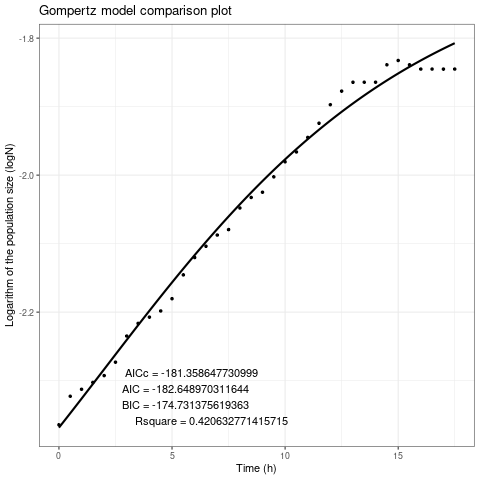 Gompertz model comparison plot
-1.8
-2.0
-2.2
Logarithm of the population size (logN)
AICc = -181.358647730999
AIC = -182.648970311644
BIC = -174.731375619363
Rsquare = 0.420632771415715
0 5 10 15
Time (h)